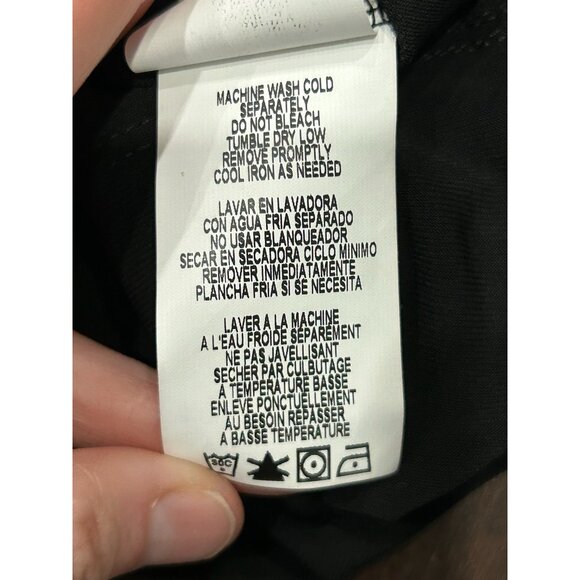 MACHINE WASH COLD
SEPARATELY
DO NOT BLEACH
TUMBLE DRY LOW
REMOVE PROMPTLY
COOL IRON AS NEEDED
LAVAR EN LAVADORA
CON AGUA FRIA SEPARADO
NO USAR BLANQUEADOR
SECAR EN SECADORA CICLO MINIMO
REMOVER INMEDIATAMENTE
PLANCHA FRIA SI SE NECESITA
LAVER A LA MACHINE
A L'EAU FROIDE SÉPARÉMENT
NE PAS JAVELLISANT
SECHER PAR CULBUTAGE
A TEMPERATURE BASSE
ENLEVE PONCTUELLEMENT
AU BESOIN REPASSER
A BASSE TEMPÉRATURE